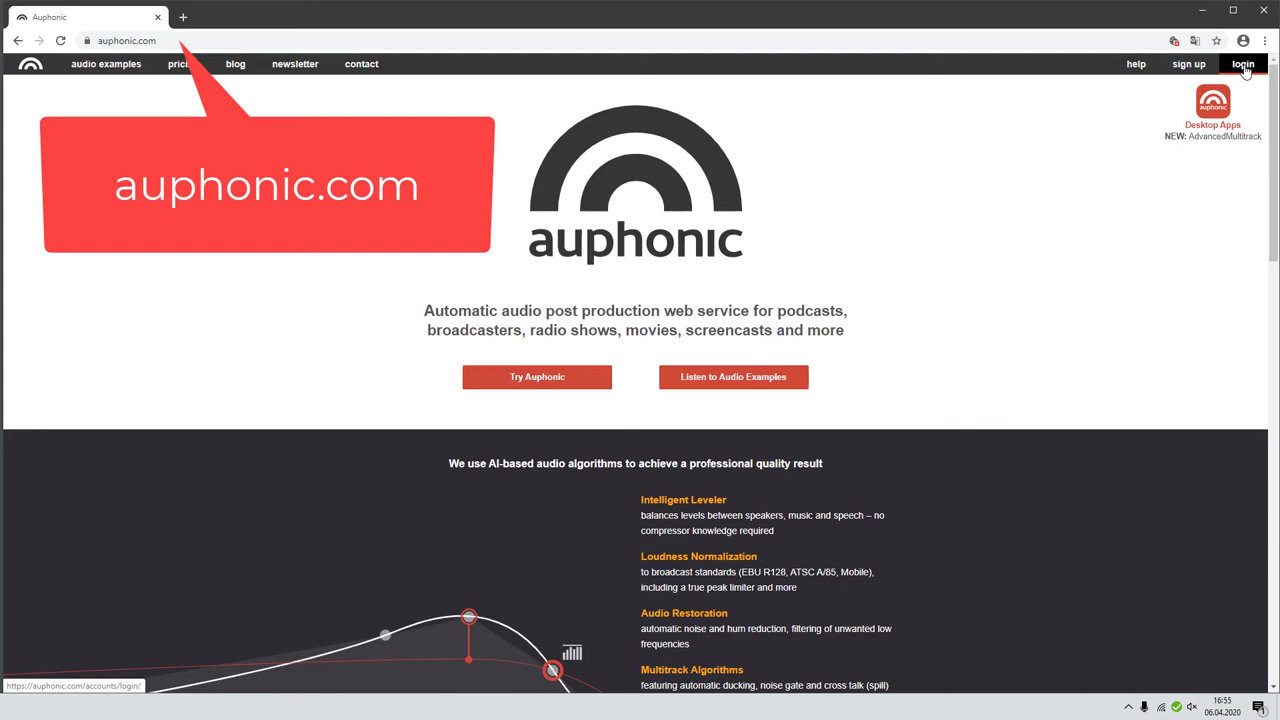 Auphonic
auphonic.com
audio examples
blog
newsletter
contact
help
sign up
login
auphonic
Desktop Apps
NEW: AdvancedMultitrack
auphonic.com
auphonic
Automatic audio post production web service for podcasts,
broadcasters, radio shows, movies, screencasts and more
Try Auphonic
Listen to Audio Examples
We use AI-based audio algorithms to achieve a professional quality result
Intelligent Leveler
balances levels between speakers, music and speech – no
compressor knowledge required
Loudness Normalization
to broadcast standards (EBU R128, ATSC A/85, Mobile),
including a true peak limiter and more
Audio Restoration
automatic noise and hum reduction, filtering of unwanted low
frequencies
Multitrack Algorithms
featuring automatic ducking, noise gate and cross talk (spill)
https://auphonic.com/accounts/login/
16:55
06.04.2020
1